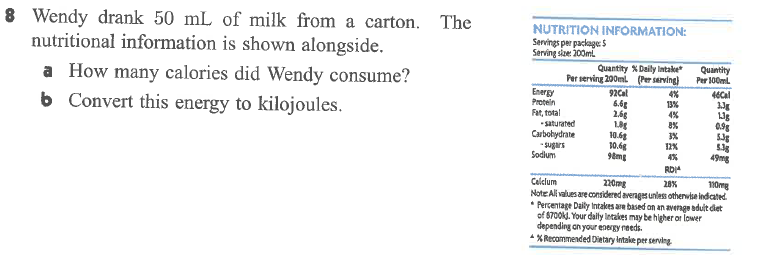 8 Wendy drank 50 mL of milk from a carton. The
nutritional information is shown alongside.
a How many calories did Wendy consume?
b Convert this energy to kilojoules.
NUTRITION INFORMATION:
Servings per package: 5
Serving size: 200mL
Quantity % Daily Intake* Quantity
Per serving 200mL (Per serving) Per 100mL
Energy 92Cal 4% 46Cal
Protein 6.6g 13% 3.3g
Fat, total 2.6g 4% 1.3g
- saturated 1.8g 8% 0.9g
Carbohydrate 10.6g 3% 5.3g
- sugars 10.6g 12% 5.3g
Sodium 98mg 4% 49mg
RDI▲
Calcium 220mg 28% 110mg
Note: All values are considered averages unless otherwise indicated.
* Percentage Daily Intakes are based on an average adult diet
of 8700kJ. Your daily intakes may be higher or lower
depending on your energy needs.
▲ % Recommended Dietary Intake per serving.